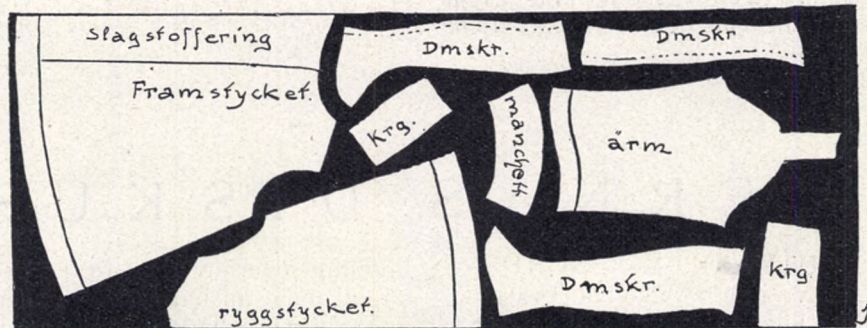 slagstoffering
Dmskr.
Dmskr
Framstycket.
Krg.
manchett
ärm
Dmskr.
Krg
ryggstycket.